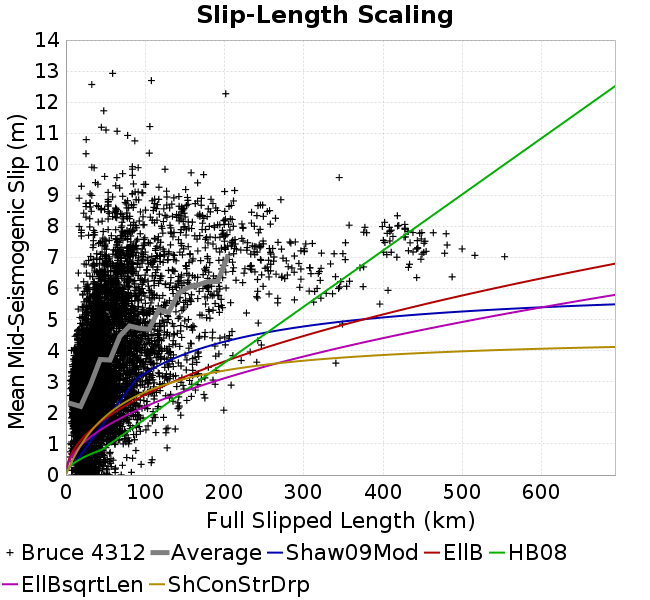 Slip-Length Scaling
14
13
12
11
10
9
8
7
6
5
4
3
2
1
0
Mean Mid-Seismogenic Slip (m)
0 100 200 300 400 500 600
Full Slipped Length (km)
Bruce 4312 Average Shaw09Mod EllB HB08
EllBsqrtLen ShConStrDrp